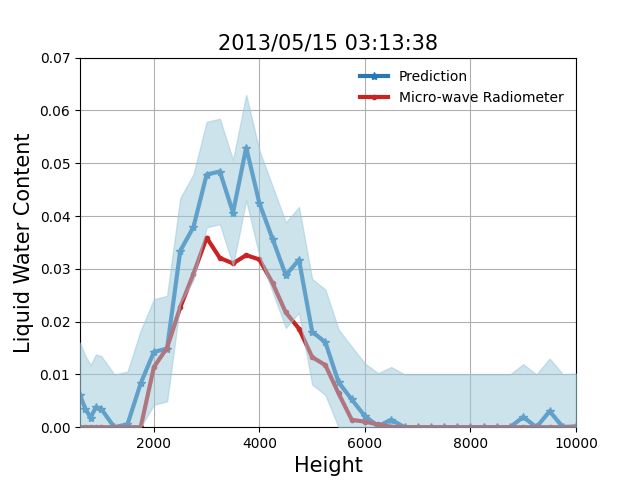 2013/05/15 03:13:38
Prediction
Micro-wave Radiometer
Liquid Water Content
0.07
0.06
0.05
0.04
0.03
0.02
0.01
0.00
2000 4000 6000 8000 10000
Height